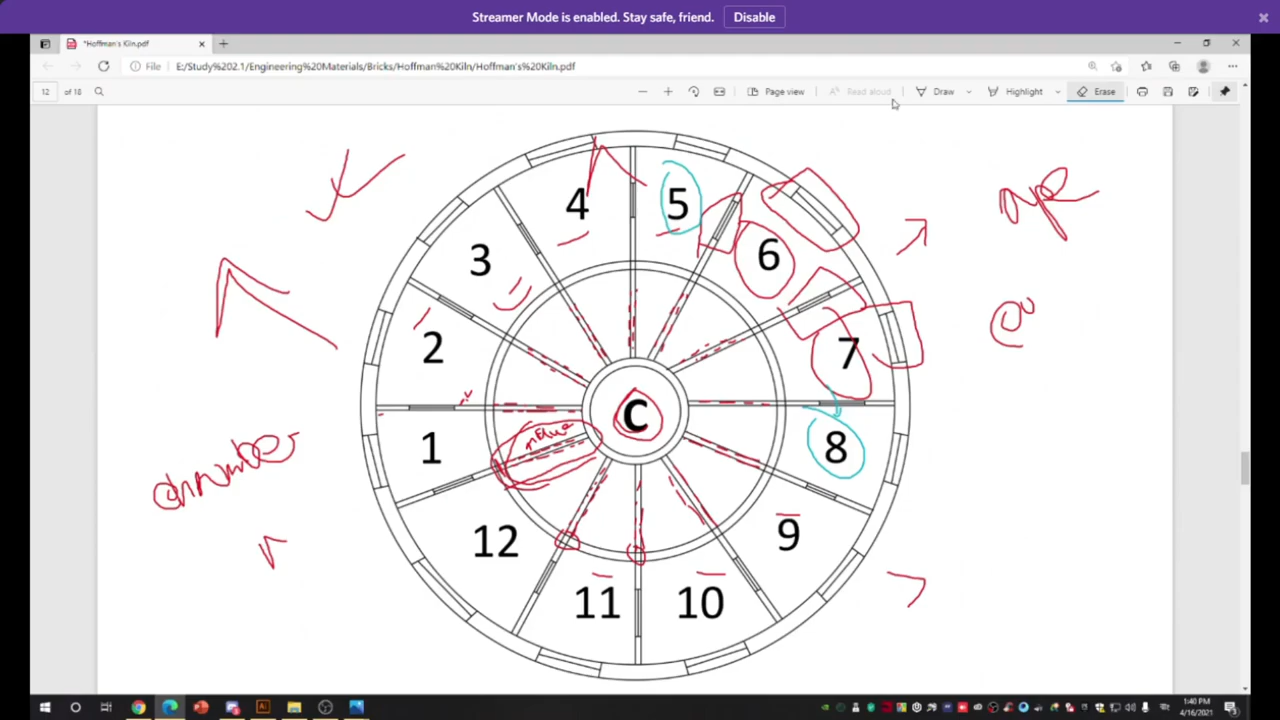 Streamer Mode is enabled. Stay safe, friend. Disable
*Hoffman's Kiln.pdf
File E:/Study%202.1/Engineering%20Materials/Bricks/Hoffman%20Kiln/Hoffman's%20Kiln.pdf
12 of 18 Page view Read aloud Draw Highlight Erase
4 5
3 6
2 7
C
1 8
chamber
12 9
11 10
1:40 PM
4/16/2021